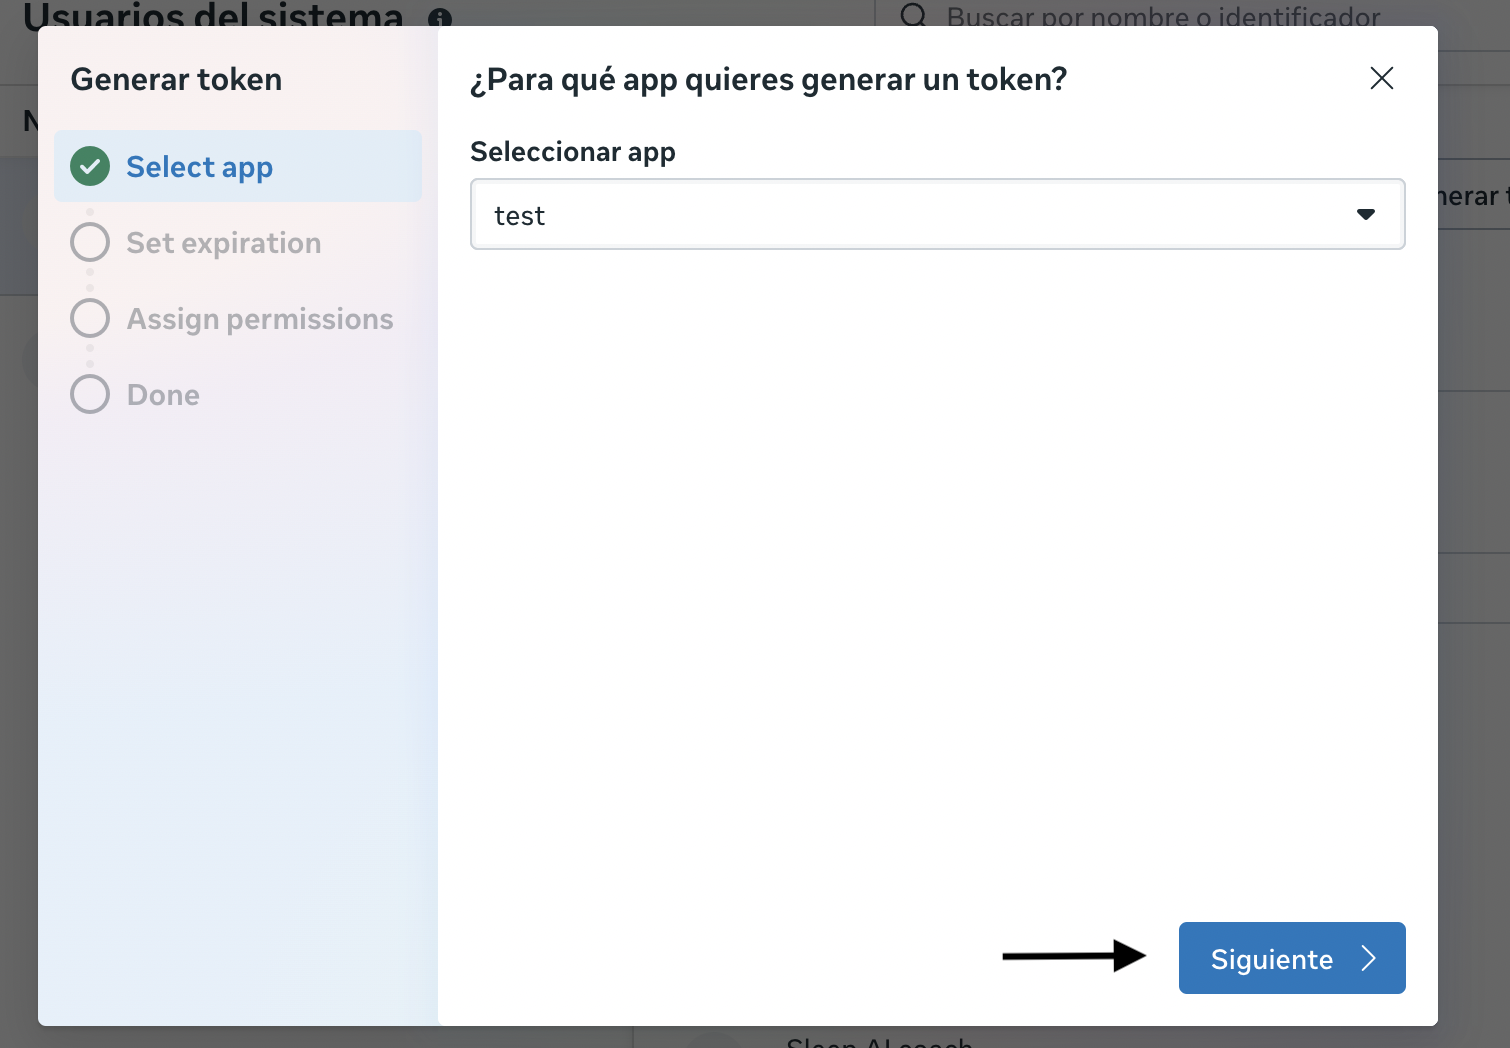 Usuarios del sistema
Buscar por nombre o identificador
Generar token
¿Para qué app quieres generar un token?
Select app
Seleccionar app
test
Set expiration
Assign permissions
Done
Siguiente
Sleep AI coach